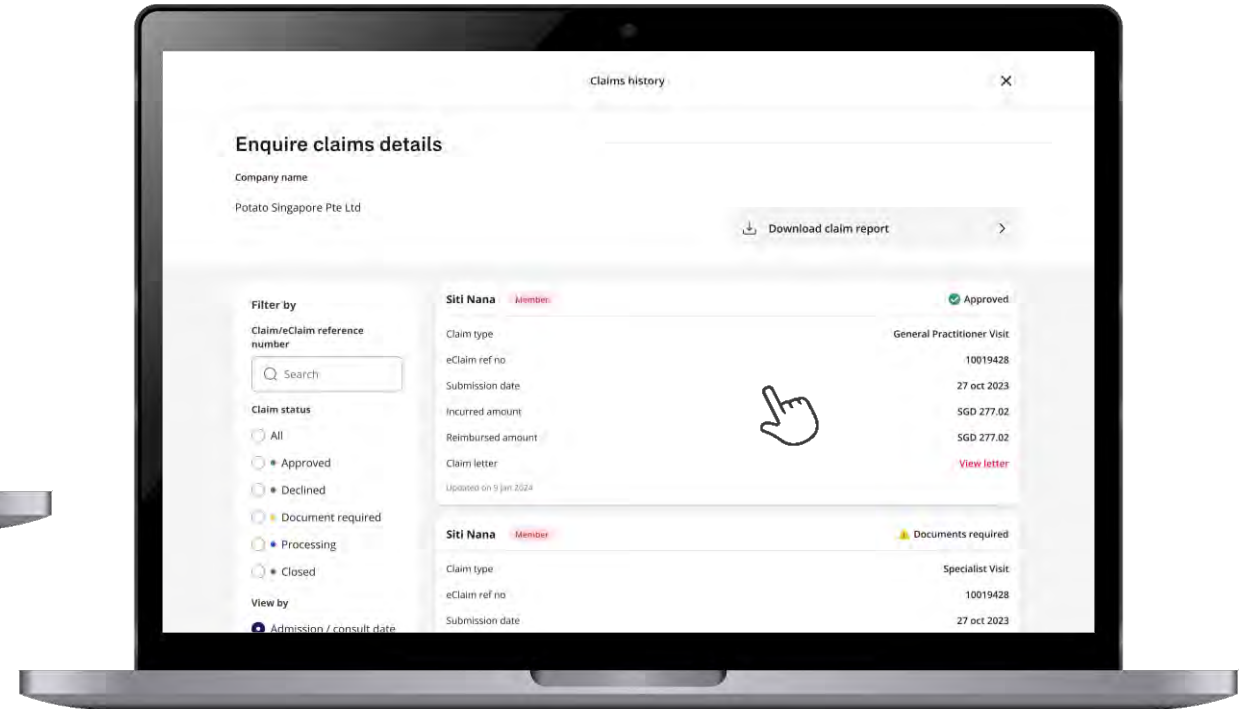 Claims history
Enquire claims details
Company name
Potato Singapore Pte Ltd
Download claim report
Filter by
Claim/eClaim reference
number
Search
Claim status
All
Approved
Declined
Document required
Processing
Closed
View by
Admission / consult date
Siti Nana Member Approved
Claim type General Practitioner Visit
eClaim ref no 10019428
Submission date 27 oct 2023
Incurred amount SGD 277.02
Reimbursed amount SGD 277.02
Claim letter View letter
Updated on 9 Jan 2024
Siti Nana Member Documents required
Claim type Specialist Visit
eClaim ref no 10019428
Submission date 27 oct 2023